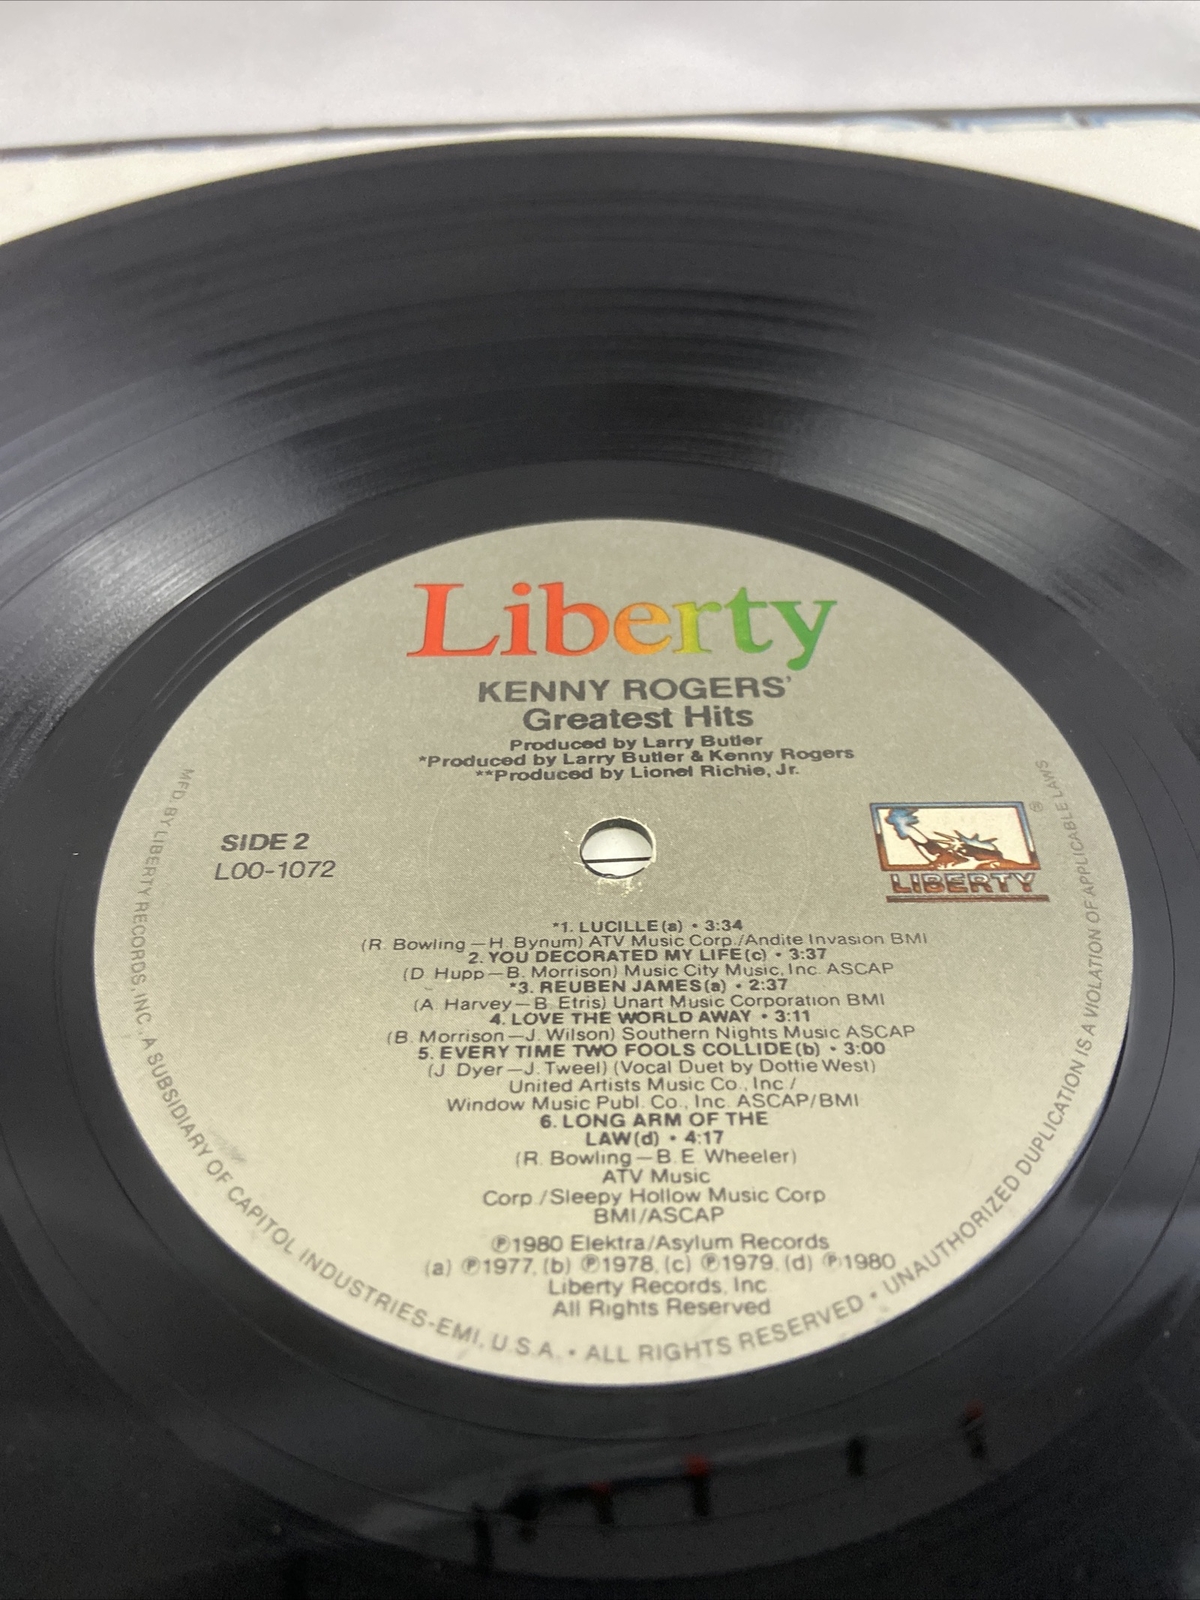 Liberty
KENNY ROGERS'
Greatest Hits
Produced by Larry Butler
*Produced by Larry Butler & Kenny Rogers
**Produced by Lionel Richie, Jr.
SIDE 2
LOO-1072
®
LIBERTY
*1. LUCILLE(a) • 3:34
(R. Bowling—H. Bynum) ATV Music Corp./Andite Invasion BMI
2. YOU DECORATED MY LIFE(c) • 3:37
(D. Hupp—B. Morrison) Music City Music, Inc. ASCAP
*3. REUBEN JAMES(a) • 2:37
(A. Harvey—B. Etris) Unart Music Corporation BMI
4. LOVE THE WORLD AWAY • 3:11
(B. Morrison—J. Wilson) Southern Nights Music ASCAP
5. EVERY TIME TWO FOOLS COLLIDE(b) • 3:00
(J. Dyer—J. Tweel) (Vocal Duet by Dottie West)
United Artists Music Co., Inc./
Window Music Publ. Co., Inc. ASCAP/BMI
6. LONG ARM OF THE
LAW(d) • 4:17
(R. Bowling—B.E. Wheeler)
ATV Music
Corp./Sleepy Hollow Music Corp
BMI/ASCAP
℗1980 Elektra/Asylum Records
(a) ℗1977, (b) ℗1978, (c) ℗1979, (d) ℗1980
Liberty Records, Inc.
All Rights Reserved
MFD. BY LIBERTY RECORDS, INC. A SUBSIDIARY OF CAPITOL INDUSTRIES-EMI, U.S.A. • ALL RIGHTS RESERVED • UNAUTHORIZED DUPLICATION IS A VIOLATION OF APPLICABLE LAWS